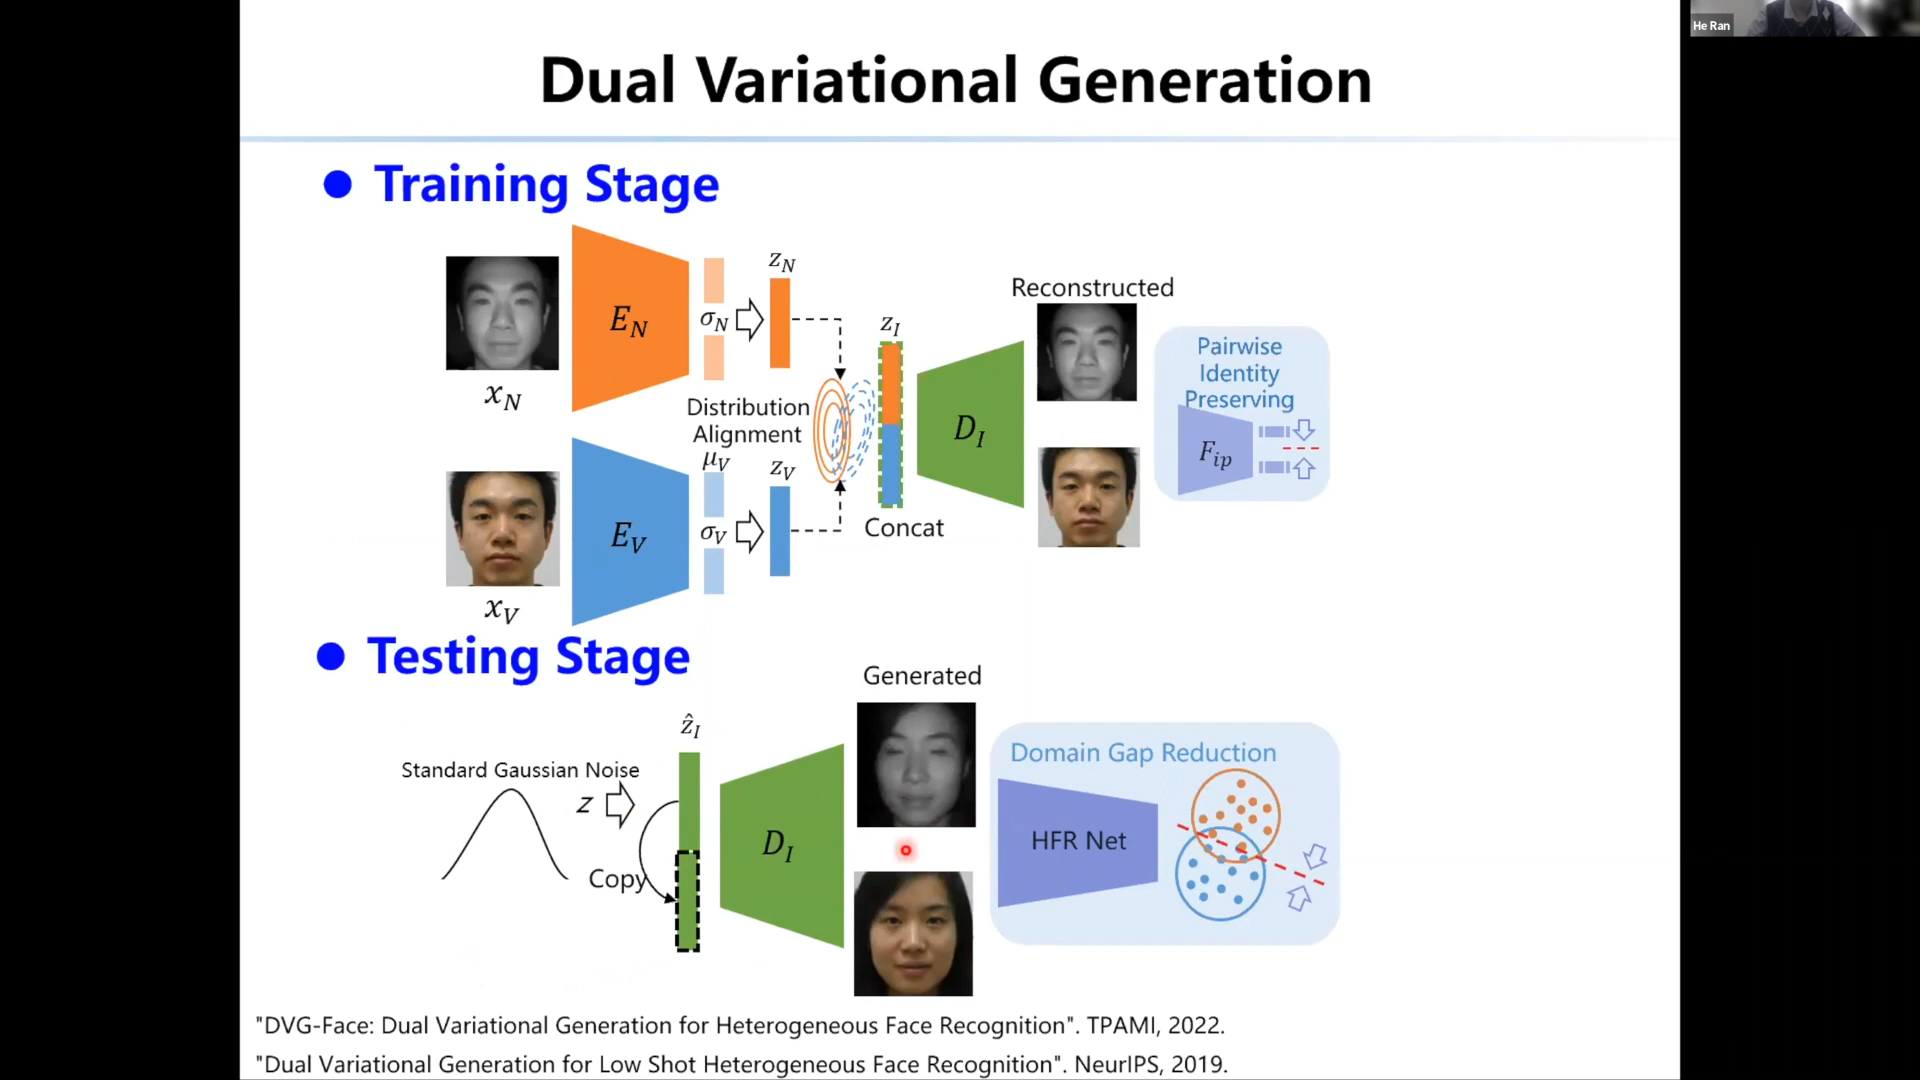 He Ran
Dual Variational Generation
Training Stage
E_N
σ_N
z_N
x_N
Distribution
Alignment
E_V
μ_V
σ_V
z_V
x_V
z_I
Concat
D_I
Reconstructed
Pairwise
Identity
Preserving
F_ip
Testing Stage
Standard Gaussian Noise
z
Copy
ẑ_I
D_I
Generated
Domain Gap Reduction
HFR Net
"DVG-Face: Dual Variational Generation for Heterogeneous Face Recognition". TPAMI, 2022.
"Dual Variational Generation for Low Shot Heterogeneous Face Recognition". NeurIPS, 2019.